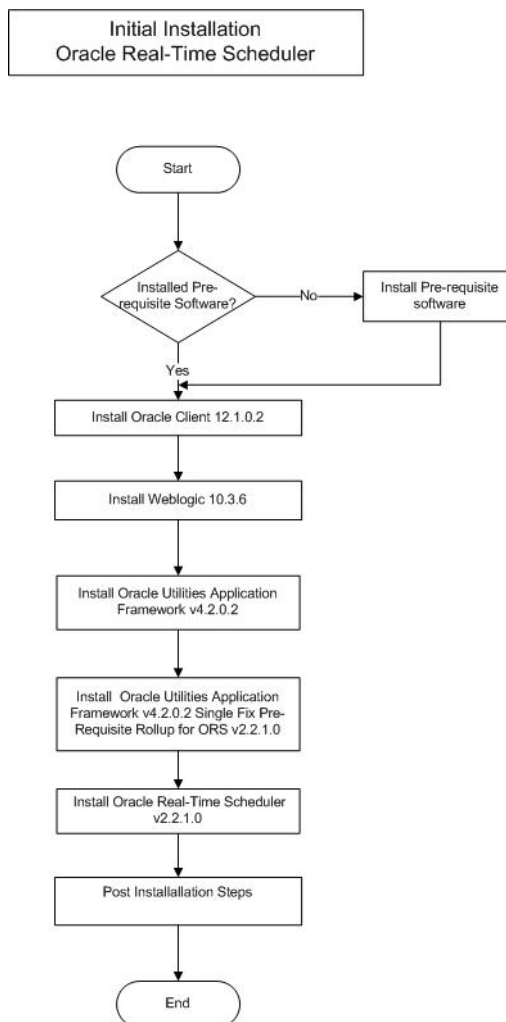 Initial Installation
Oracle Real-Time Scheduler
Start
Installed Pre-
requisite Software?
No
Install Pre-requisite
software
Yes
Install Oracle Client 12.1.0.2
Install Weblogic 10.3.6
Install Oracle Utilities Application
Framework v4.2.0.2
Install Oracle Utilities Application
Framework v4.2.0.2 Single Fix Pre-
Requisite Rollup for ORS v2.2.1.0
Install Oracle Real-Time Scheduler
v2.2.1.0
Post Installallation Steps
End